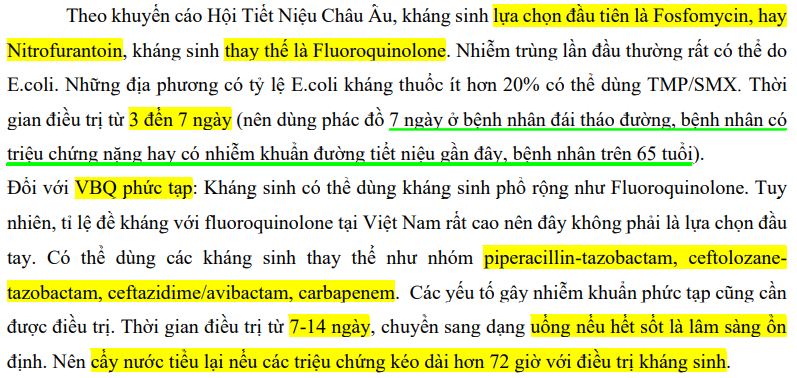 Theo khuyến cáo Hội Tiết Niệu Châu Âu, kháng sinh lựa chọn đầu tiên là Fosfomycin, hay
Nitrofurantoin, kháng sinh thay thế là Fluoroquinolone. Nhiễm trùng lần đầu thường rất có thể do
E.coli. Những địa phương có tỷ lệ E.coli kháng thuốc ít hơn 20% có thể dùng TMP/SMX. Thời
gian điều trị từ 3 đến 7 ngày (nên dùng phác đồ 7 ngày ở bệnh nhân đái tháo đường, bệnh nhân có
triệu chứng nặng hay có nhiễm khuẩn đường tiết niệu gần đây, bệnh nhân trên 65 tuổi).
Đối với VBQ phức tạp: Kháng sinh có thể dùng kháng sinh phổ rộng như Fluoroquinolone. Tuy
nhiên, tỉ lệ đề kháng với fluoroquinolone tại Việt Nam rất cao nên đây không phải là lựa chọn đầu
tay. Có thể dùng các kháng sinh thay thế như nhóm piperacillin-tazobactam, ceftolozane-
tazobactam, ceftazidime/avibactam, carbapenem. Các yếu tố gây nhiễm khuẩn phức tạp cũng cần
được điều trị. Thời gian điều trị từ 7-14 ngày, chuyển sang dạng uống nếu hết sốt là lâm sàng ổn
định. Nên cấy nước tiểu lại nếu các triệu chứng kéo dài hơn 72 giờ với điều trị kháng sinh.